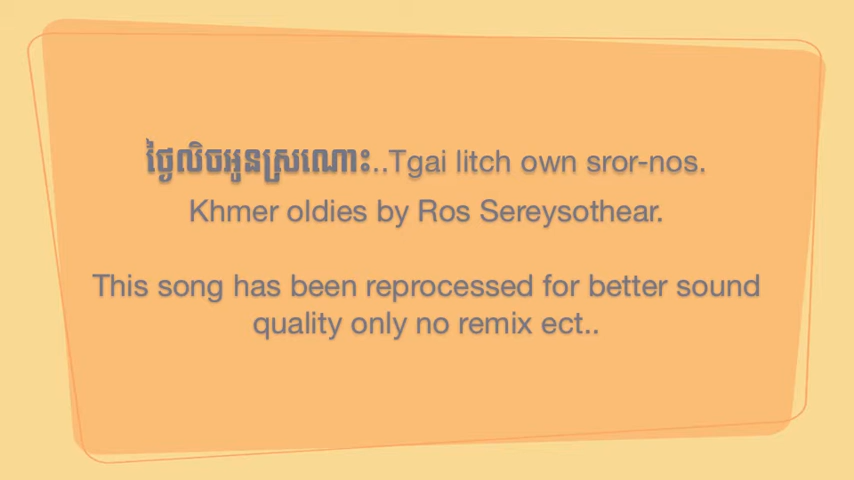 ថ្ងៃលិចអូនស្រណោះ..Tgai litch own sror-nos.
Khmer oldies by Ros Sereysothear.
This song has been reprocessed for better sound
quality only no remix ect..